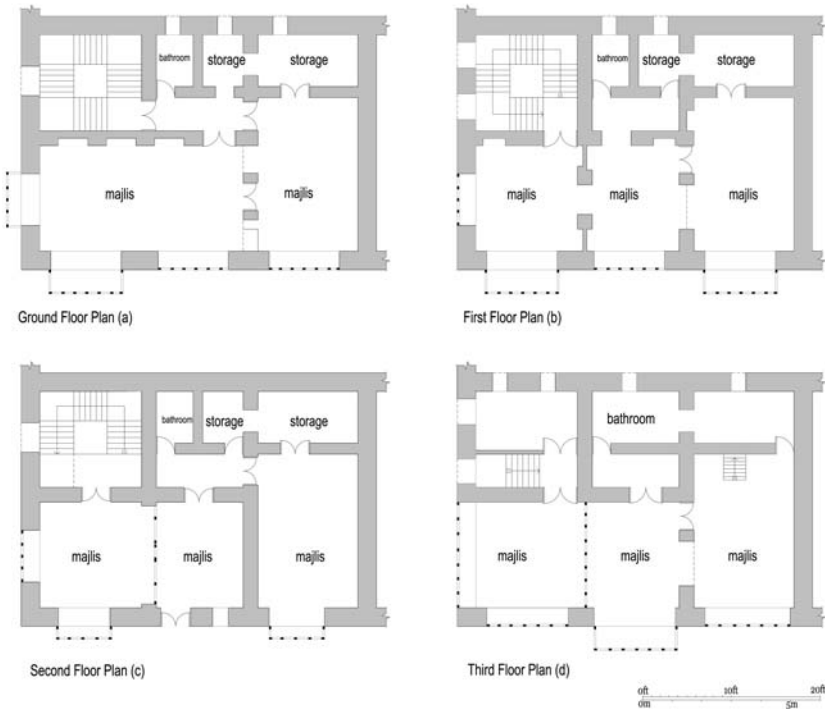 bathroom
storage
storage
majlis
majlis
Ground Floor Plan (a)
bathroom
storage
storage
majlis
majlis
majlis
First Floor Plan (b)
bathroom
storage
storage
majlis
majlis
majlis
Second Floor Plan (c)
bathroom
majlis
majlis
majlis
Third Floor Plan (d)
0ft 10ft 20ft
0m 5m